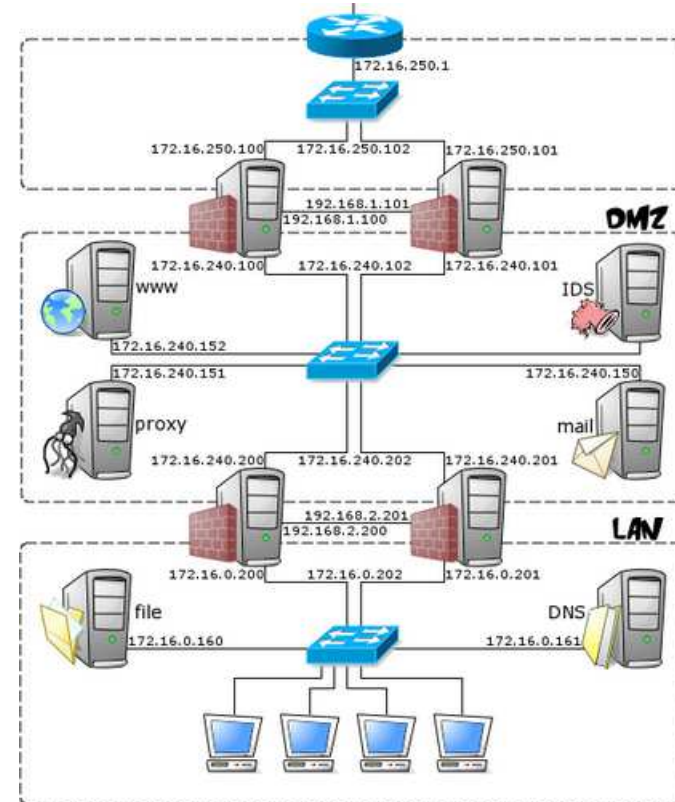 172.16.250.1
172.16.250.100 172.16.250.102 172.16.250.101
192.168.1.101
192.168.1.100
DMZ
172.16.240.100 172.16.240.102 172.16.240.101
www
IDS
172.16.240.152
172.16.240.151 172.16.240.150
proxy
mail
172.16.240.200 172.16.240.202 172.16.240.201
192.168.2.201
192.168.2.200
LAN
172.16.0.200 172.16.0.202 172.16.0.201
file
DNS
172.16.0.160 172.16.0.161